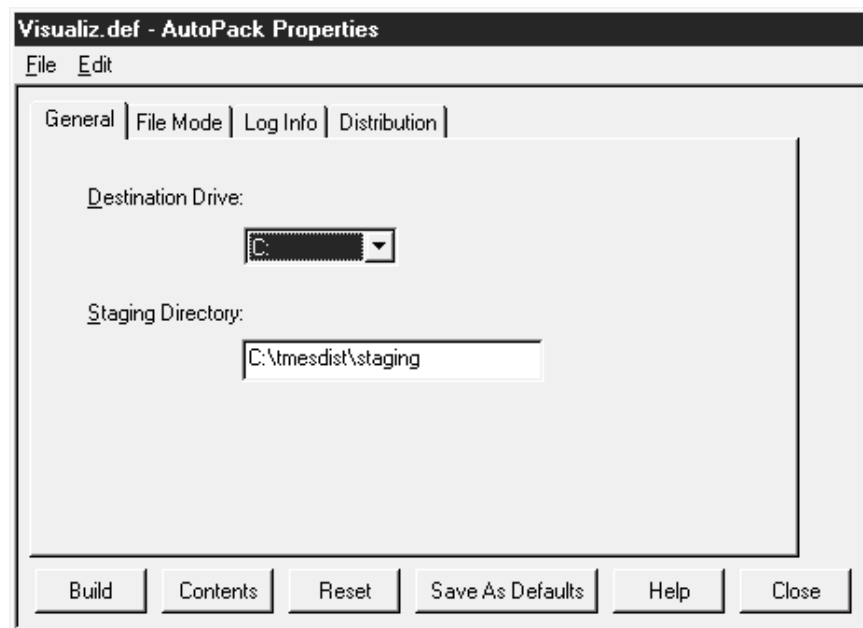 Visualiz.def - AutoPack Properties
File Edit
General File Mode Log Info Distribution
Destination Drive:
C:
Staging Directory:
C:\tmesdist\staging
Build Contents Reset Save As Defaults Help Close